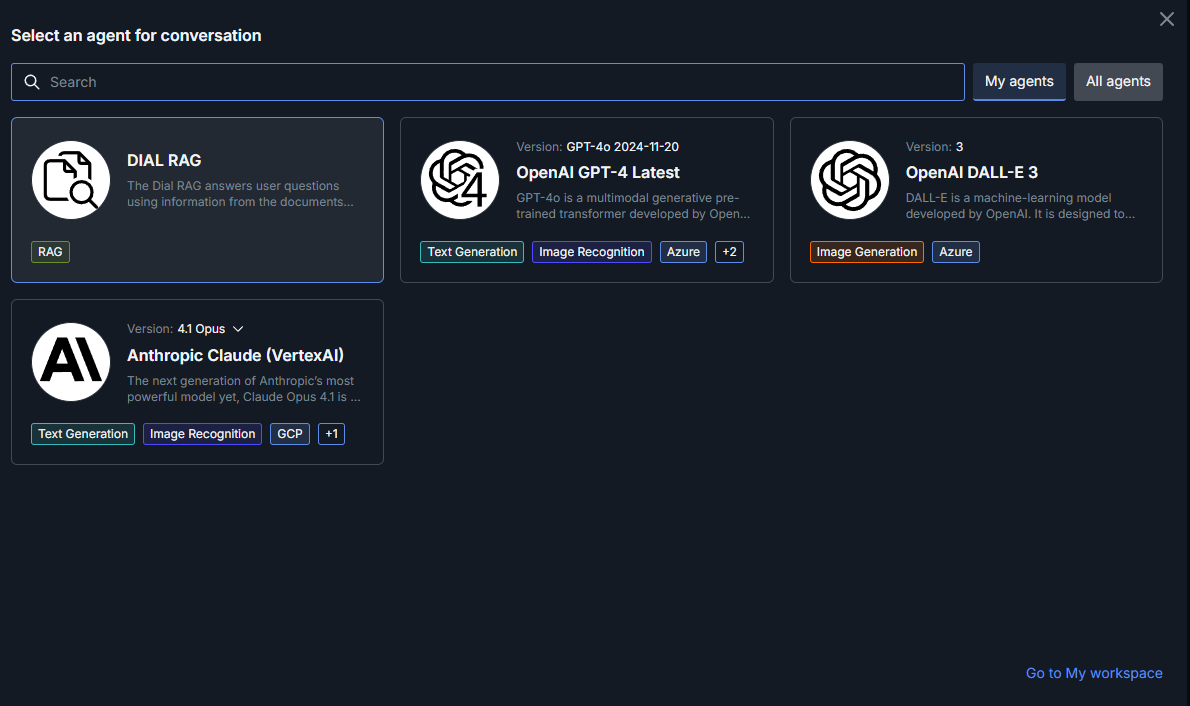 Select an agent for conversation
Search
My agents
All agents
DIAL RAG
The Dial RAG answers user questions
using information from the documents...
RAG
Version: GPT-4o 2024-11-20
OpenAI GPT-4 Latest
GPT-4o is a multimodal generative pre-
trained transformer developed by Open...
Text Generation
Image Recognition
Azure
+2
Version: 3
OpenAI DALL-E 3
DALL-E is a machine-learning model
developed by OpenAI. It is designed to...
Image Generation
Azure
Version: 4.1 Opus
Anthropic Claude (VertexAI)
The next generation of Anthropic's most
powerful model yet, Claude Opus 4.1 is ...
Text Generation
Image Recognition
GCP
+1
Go to My workspace